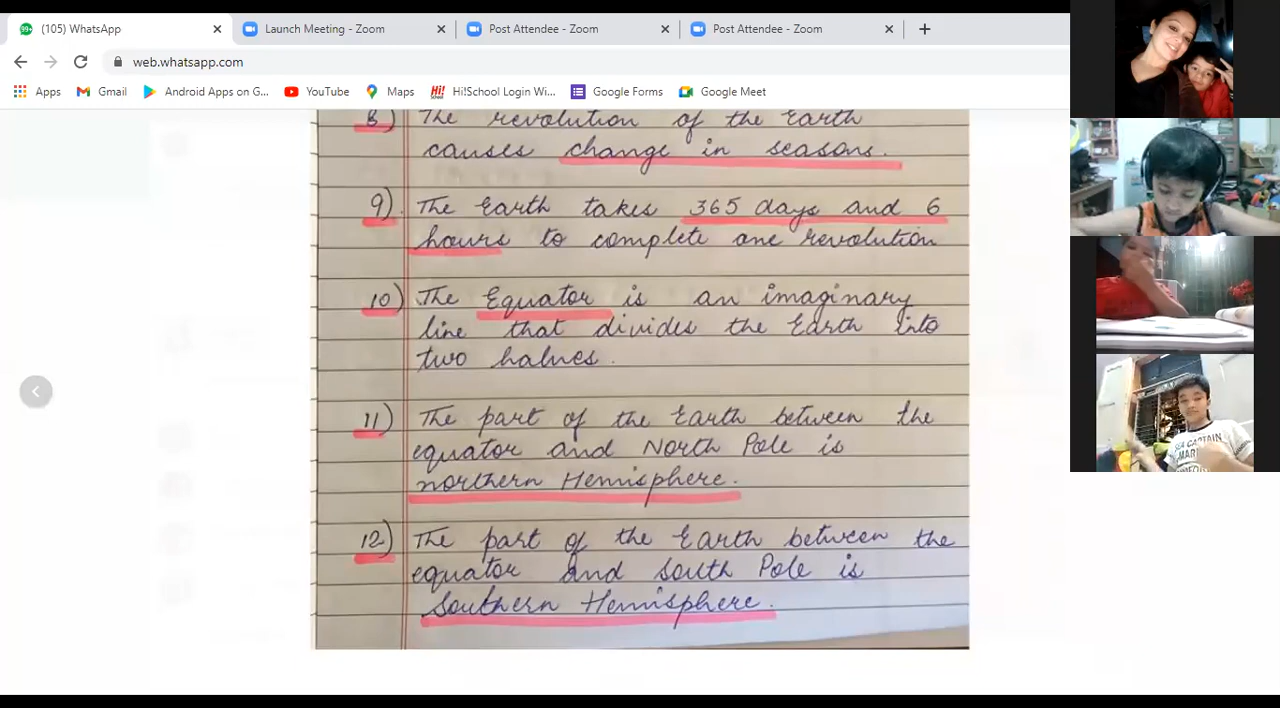 99+
(105) WhatsApp
Launch Meeting - Zoom
Post Attendee - Zoom
Post Attendee - Zoom
web.whatsapp.com
Apps
Gmail
Android Apps on G...
YouTube
Maps
Hi!
Hi!School Login Wi...
Google Forms
Google Meet
8) The revolution of the Earth
causes change in seasons.
9). The Earth takes 365 days and 6
hours to complete one revolution
10) The Equator is an imaginary
line that divides the Earth into
two halves.
11) The part of the Earth between the
equator and North Pole is
northern Hemisphere.
12) The part of the Earth between the
equator and south Pole is
southern Hemisphere.
SEA CAPTAIN